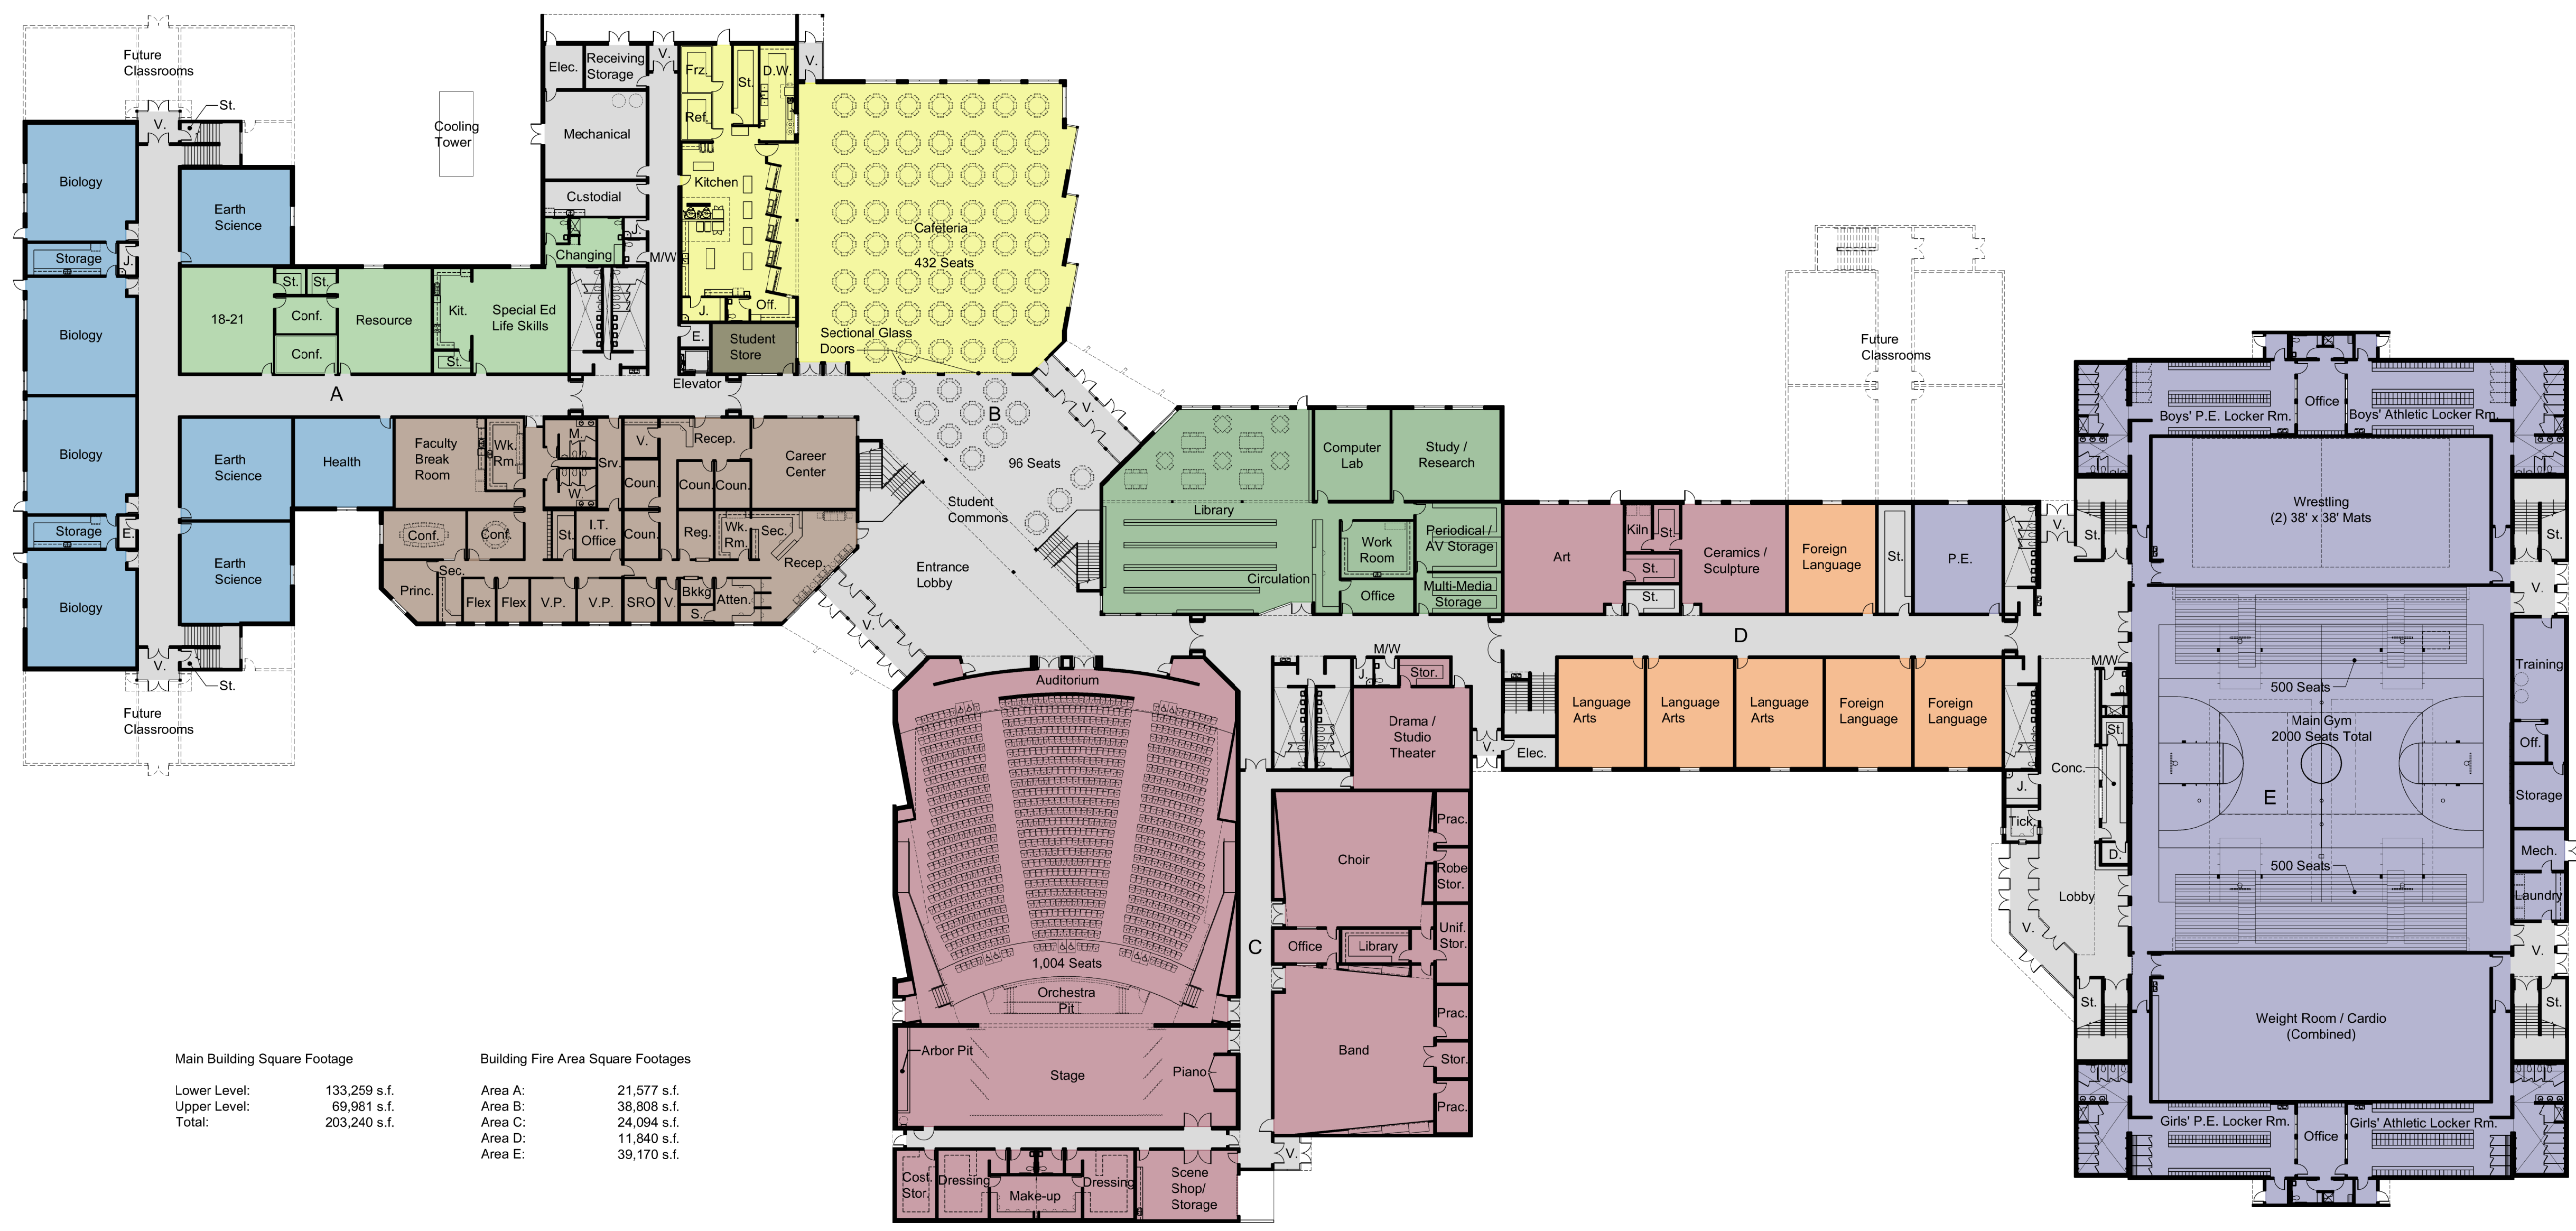 Future
Classrooms
V.
St.
Biology
Earth
Science
Storage
J.
Biology
Biology
Storage
E.
Biology
Cooling
Tower
18-21
St.
St.
Conf.
Conf.
Resource
Kit.
St.
Special Ed
Life Skills
A
Earth
Science
Health
Earth
Science
V.
St.
Future
Classrooms
Elec.
Receiving
Storage
V.
Mechanical
Custodial
Changing
J.
M/W
Frz.
Ref.
St.
D.W.
V.
Kitchen
J.
Off.
E.
Elevator
Student
Store
Cafeteria
432 Seats
Sectional Glass
Doors
Faculty
Break
Room
Wk.
Rm.
M.
W.
Srv.
V.
Recep.
Coun.
Coun.
Coun.
Career
Center
Conf.
Conf.
St.
I.T.
Office
Coun.
Reg.
Wk.
Rm.
Sec.
Recep.
Princ.
Sec.
Flex
Flex
V.P.
V.P.
SRO
V.
Bkkg
S.
Atten.
B
96 Seats
V.
Student
Commons
Entrance
Lobby
V.
Library
Computer
Lab
Study /
Research
Periodical /
AV Storage
Work
Room
Circulation
Office
Multi-Media
Storage
Art
Kiln
St.
St.
St.
Ceramics /
Sculpture
Foreign
Language
St.
P.E.
Future
Classrooms
V.
D
M/W
J.
Stor.
Drama /
Studio
Theater
V.
Elec.
Language
Arts
Language
Arts
Language
Arts
Foreign
Language
Foreign
Language
Auditorium
1,004 Seats
Orchestra
Pit
Arbor Pit
Stage
Piano
Cost.
Stor.
Dressing
Make-up
Dressing
Scene
Shop/
Storage
C
Choir
Prac.
Robe
Stor.
Office
Library
Unif.
Stor.
Band
Prac.
Stor.
Prac.
V.
M/W
St.
Conc.
J.
Tick.
D.
Lobby
V.
Boys' P.E. Locker Rm.
Office
Boys' Athletic Locker Rm.
Wrestling
(2) 38' x 38' Mats
St.
St.
V.
Training
500 Seats
Main Gym
2000 Seats Total
Off.
E
Storage
Mech.
500 Seats
Laundry
V.
St.
St.
Weight Room / Cardio
(Combined)
Girls' P.E. Locker Rm.
Office
Girls' Athletic Locker Rm.
Main Building Square Footage
Lower Level: 133,259 s.f.
Upper Level: 69,981 s.f.
Total: 203,240 s.f.
Building Fire Area Square Footages
Area A: 21,577 s.f.
Area B: 38,808 s.f.
Area C: 24,094 s.f.
Area D: 11,840 s.f.
Area E: 39,170 s.f.